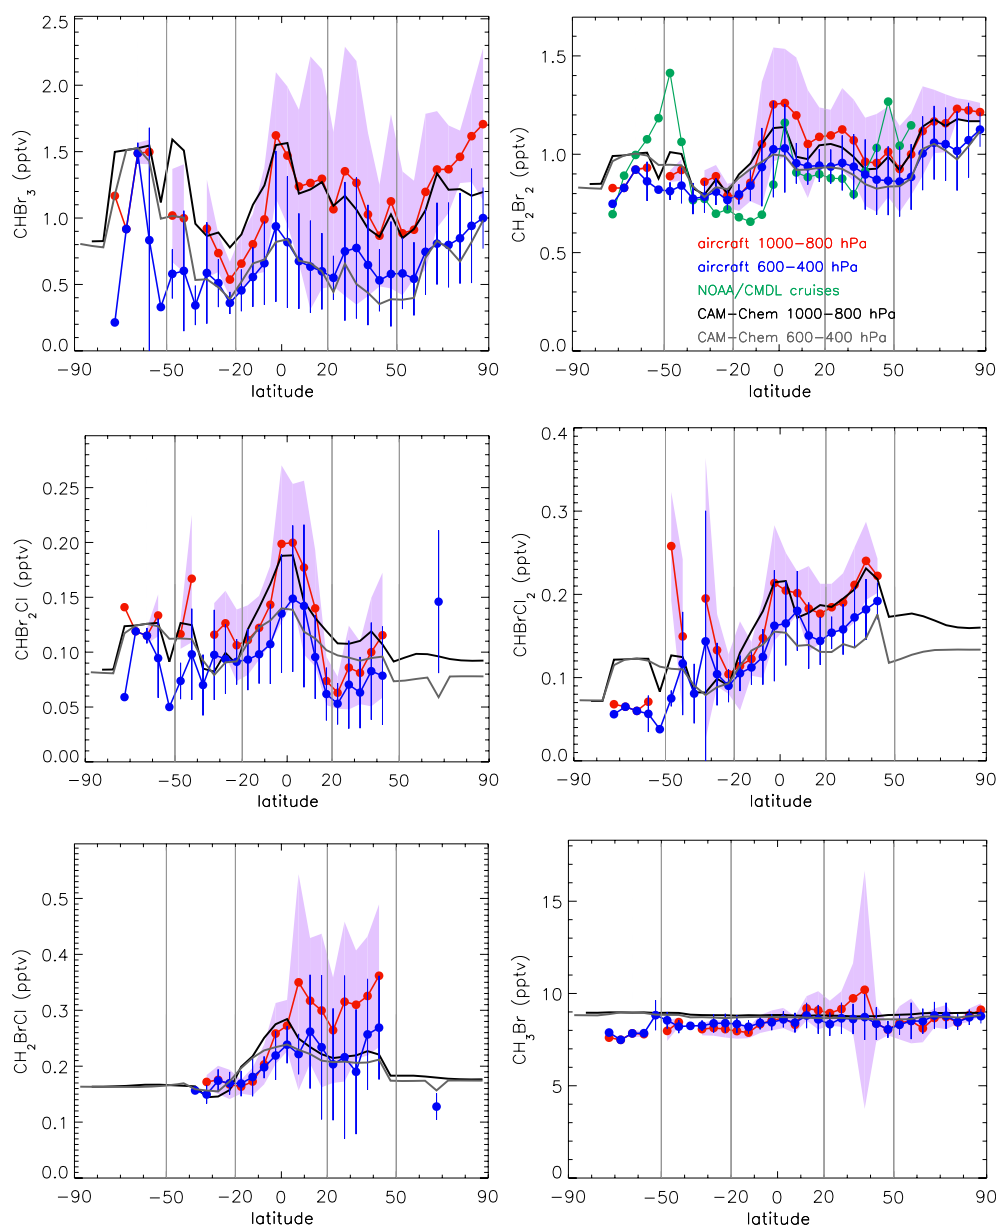 CHBr3 (pptv)
2.5
2.0
1.5
1.0
0.5
0.0
−90 −50 −20 0 20 50 90
latitude
CH2Br2 (pptv)
1.5
1.0
0.5
0.0
aircraft 1000−800 hPa
aircraft 600−400 hPa
NOAA/CMDL cruises
CAM−Chem 1000−800 hPa
CAM−Chem 600−400 hPa
−90 −50 −20 0 20 50 90
latitude
CHBr2Cl (pptv)
0.25
0.20
0.15
0.10
0.05
0.00
−90 −50 −20 0 20 50 90
latitude
CHBrCl2 (pptv)
0.4
0.3
0.2
0.1
0.0
−90 −50 −20 0 20 50 90
latitude
CH2BrCl (pptv)
0.5
0.4
0.3
0.2
0.1
0.0
−90 −50 −20 0 20 50 90
latitude
CH3Br (pptv)
15
10
5
0
−90 −50 −20 0 20 50 90
latitude